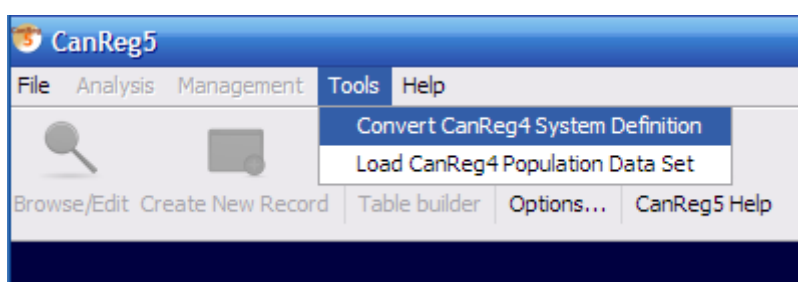 CanReg5
File Analysis Management Tools Help
Convert CanReg4 System Definition
Load CanReg4 Population Data Set
Browse/Edit Create New Record Table builder Options... CanReg5 Help